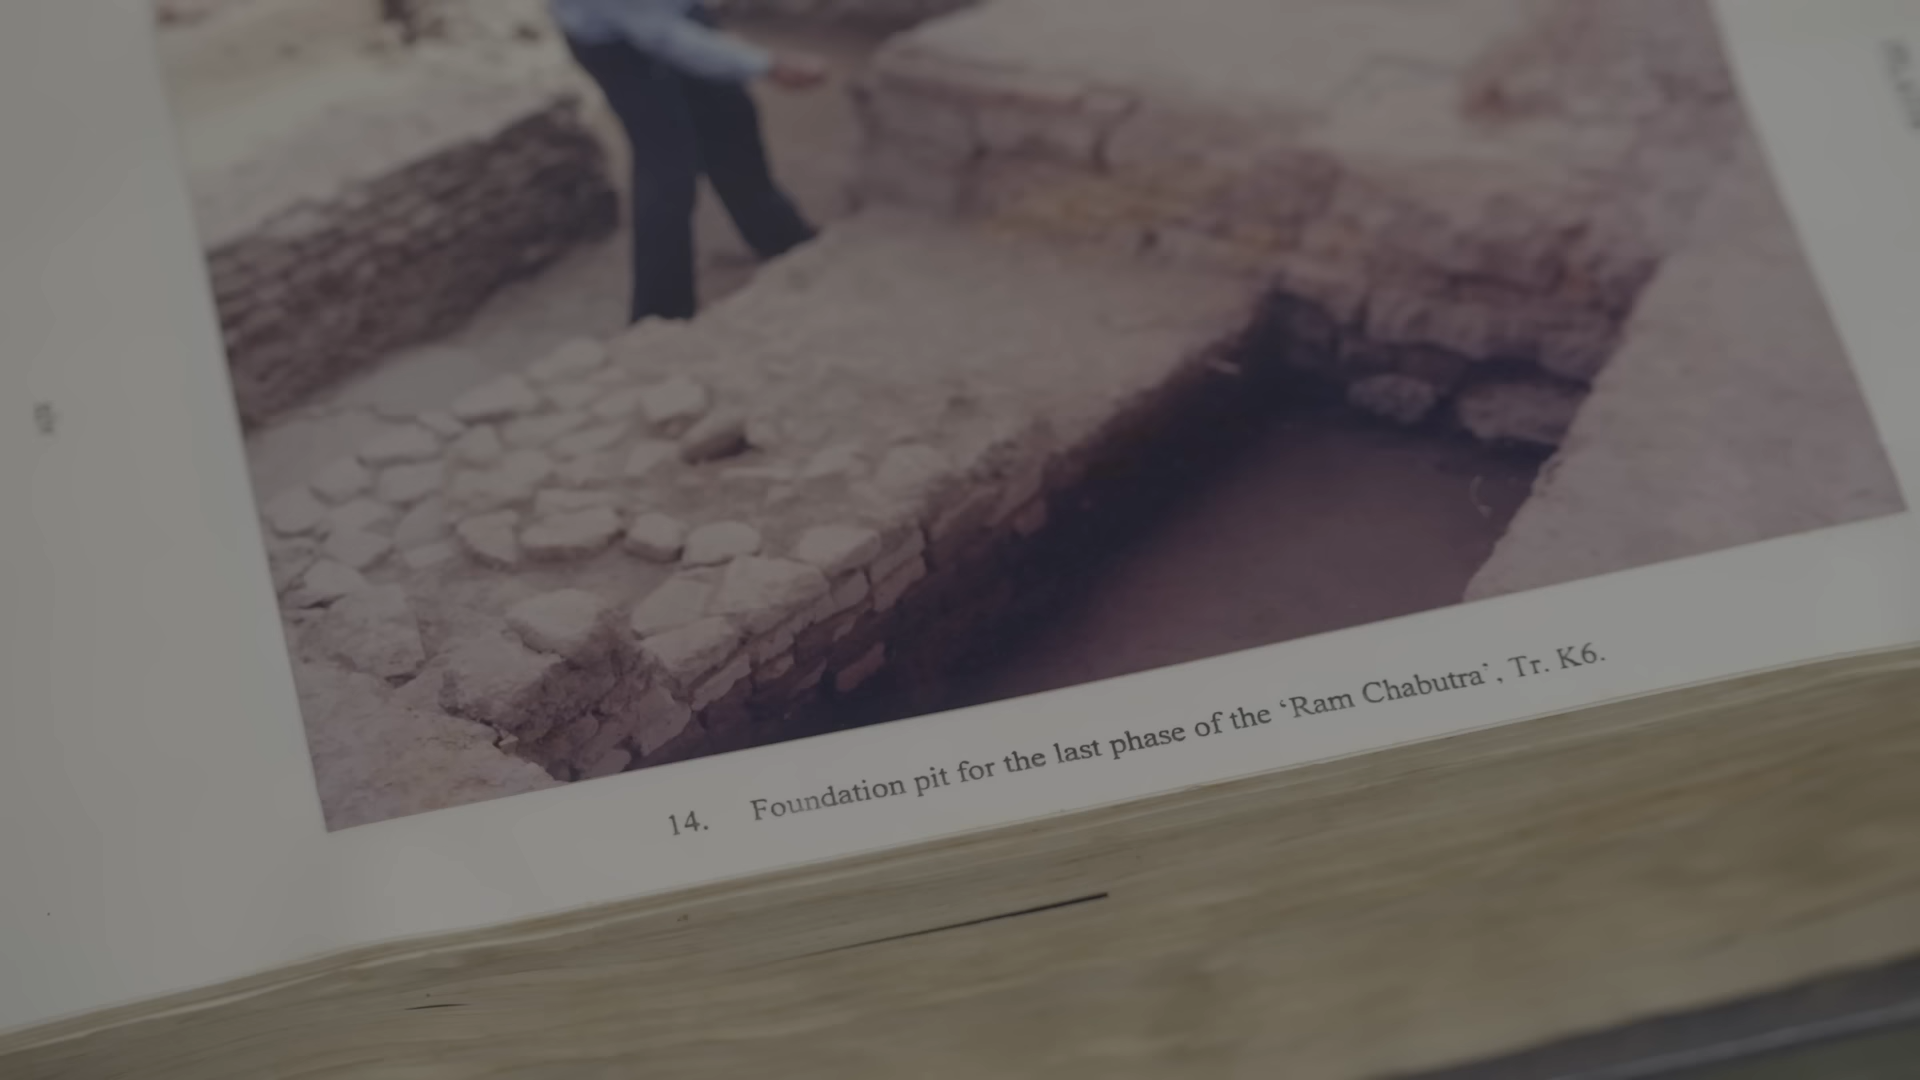 14. Foundation pit for the last phase of the ‘Ram Chabutra’, Tr. K6.